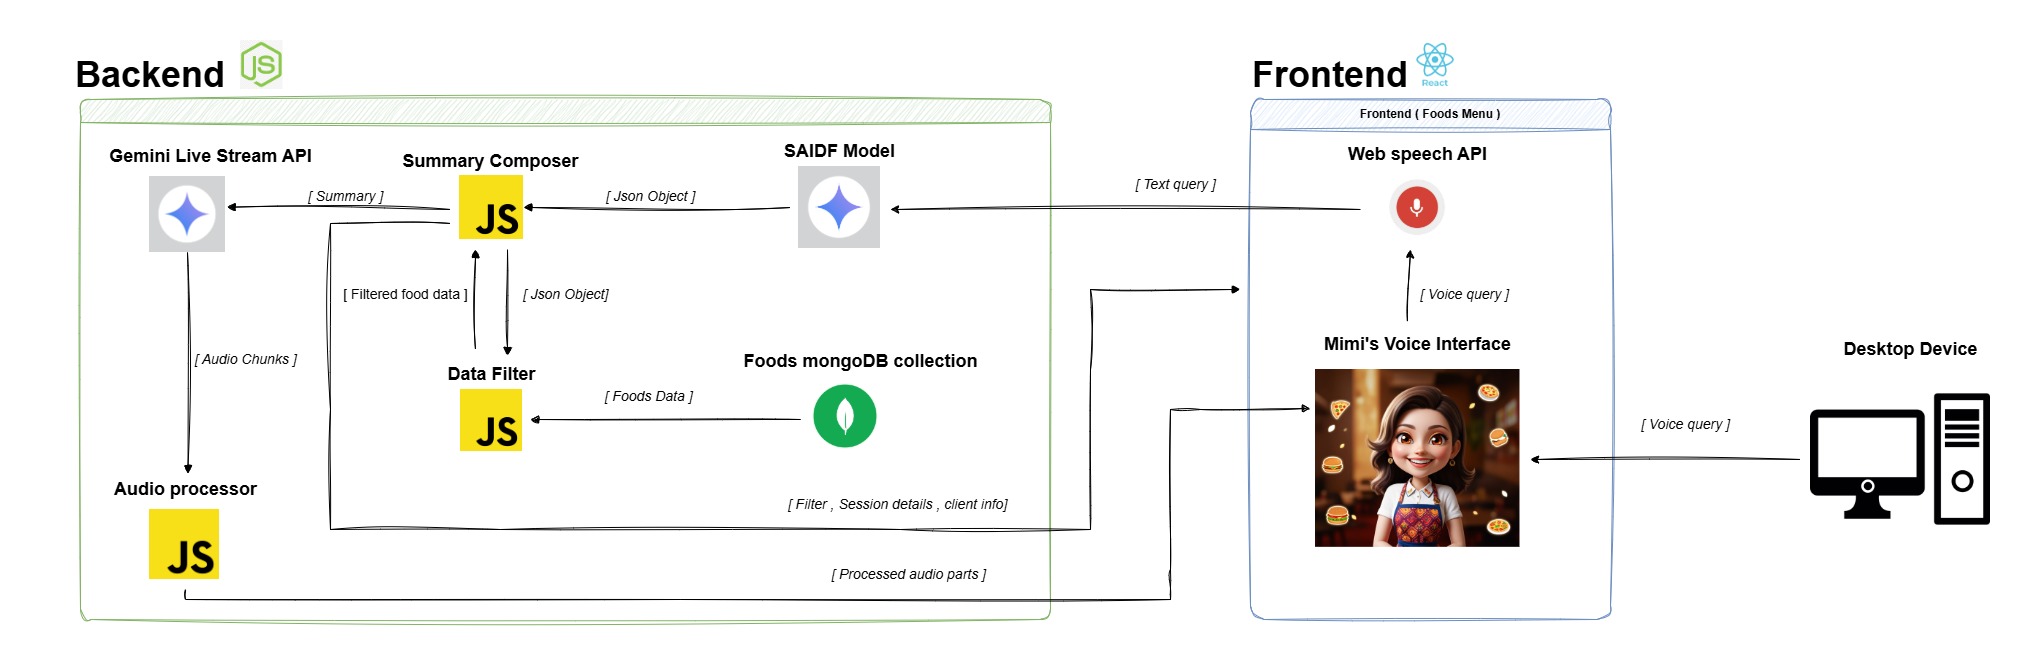 Backend
JS
Frontend
React
Frontend ( Foods Menu )
Gemini Live Stream API
Summary Composer
SAIDF Model
Web speech API
[ Summary ]
[ Json Object ]
[ Text query ]
JS
[ Filtered food data ]
[ Json Object]
[ Voice query ]
[ Audio Chunks ]
Data Filter
Foods mongoDB collection
Mimi's Voice Interface
Desktop Device
[ Foods Data ]
JS
[ Voice query ]
Audio processor
[ Filter , Session details , client info]
JS
[ Processed audio parts ]